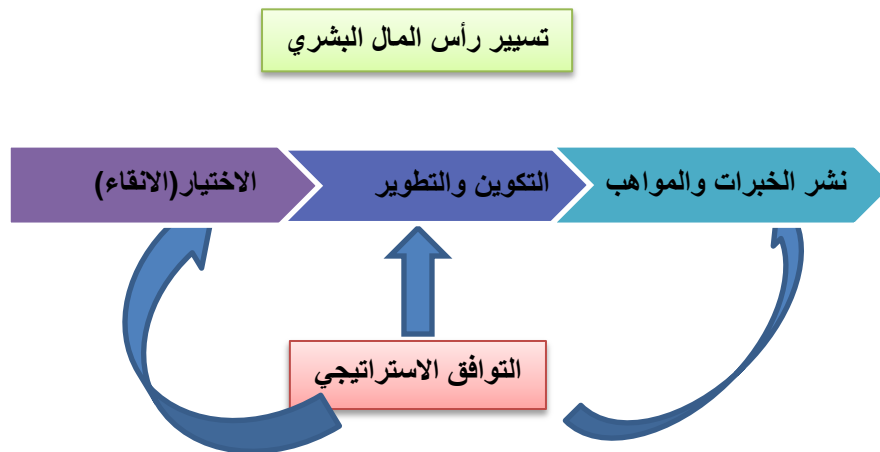 تسيير رأس المال البشري
الاختيار(الانقاء)
التكوين والتطوير
نشر الخبرات والمواهب
التوافق الاستراتيجي